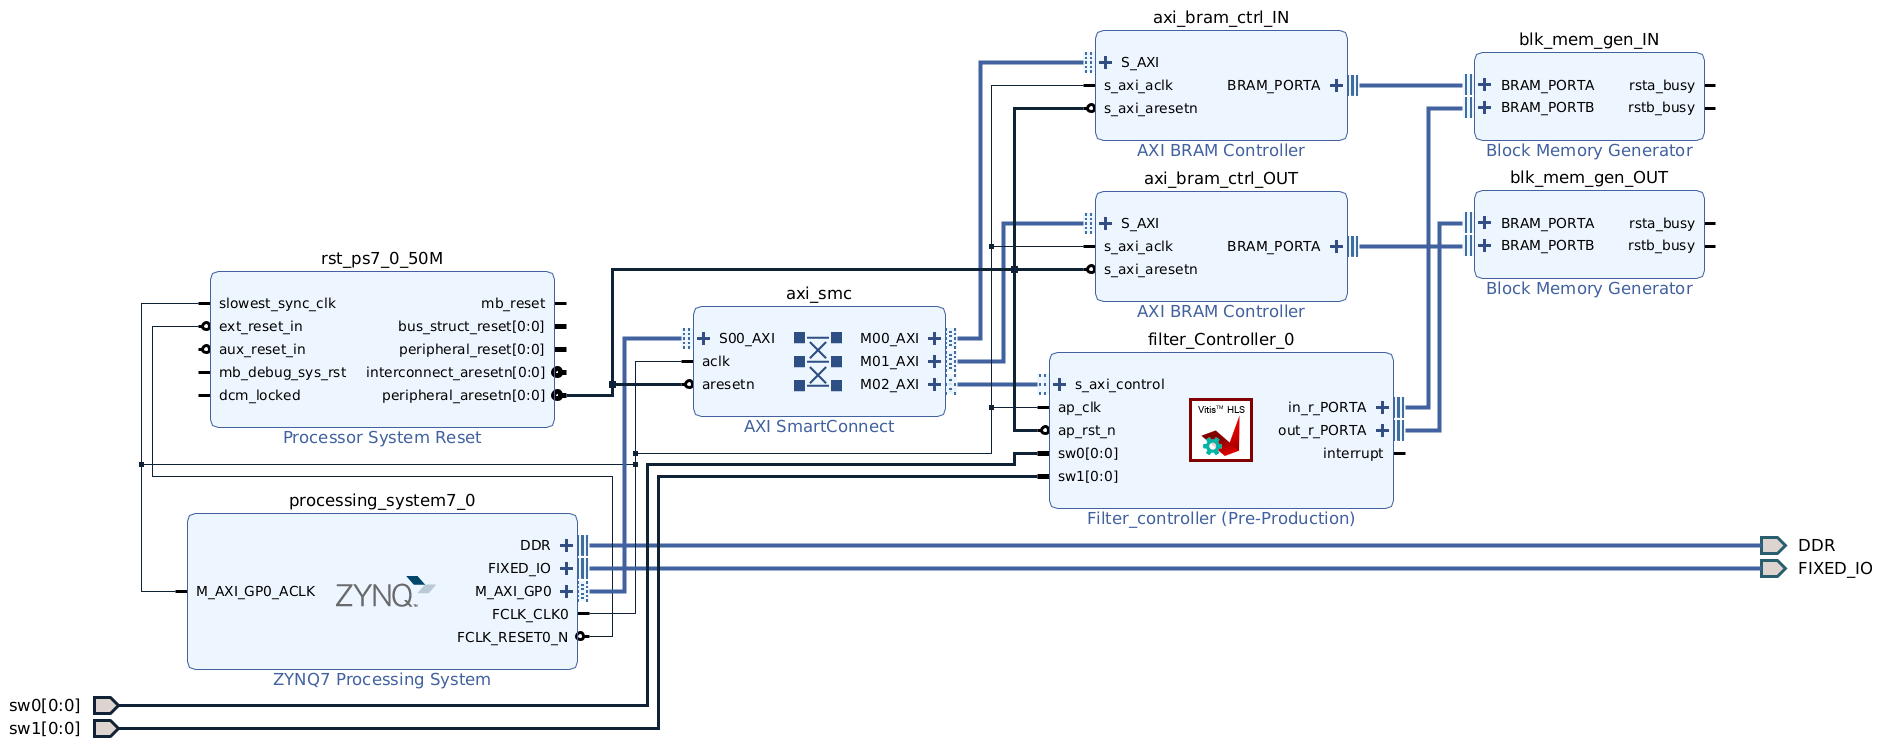 axi_bram_ctrl_IN
S_AXI
s_axi_aclk
s_axi_aresetn
BRAM_PORTA
AXI BRAM Controller
blk_mem_gen_IN
BRAM_PORTA
BRAM_PORTB
rsta_busy
rstb_busy
Block Memory Generator
axi_bram_ctrl_OUT
S_AXI
s_axi_aclk
s_axi_aresetn
BRAM_PORTA
AXI BRAM Controller
blk_mem_gen_OUT
BRAM_PORTA
BRAM_PORTB
rsta_busy
rstb_busy
Block Memory Generator
rst_ps7_0_50M
slowest_sync_clk
ext_reset_in
aux_reset_in
mb_debug_sys_rst
dcm_locked
mb_reset
bus_struct_reset[0:0]
peripheral_reset[0:0]
interconnect_aresetn[0:0]
peripheral_aresetn[0:0]
Processor System Reset
axi_smc
S00_AXI
aclk
aresetn
M00_AXI
M01_AXI
M02_AXI
AXI SmartConnect
filter_Controller_0
s_axi_control
ap_clk
ap_rst_n
sw0[0:0]
sw1[0:0]
Vitis™ HLS
in_r_PORTA
out_r_PORTA
interrupt
Filter_controller (Pre-Production)
processing_system7_0
M_AXI_GP0_ACLK
ZYNQ
DDR
FIXED_IO
M_AXI_GP0
FCLK_CLK0
FCLK_RESET0_N
ZYNQ7 Processing System
DDR
FIXED_IO
sw0[0:0]
sw1[0:0]